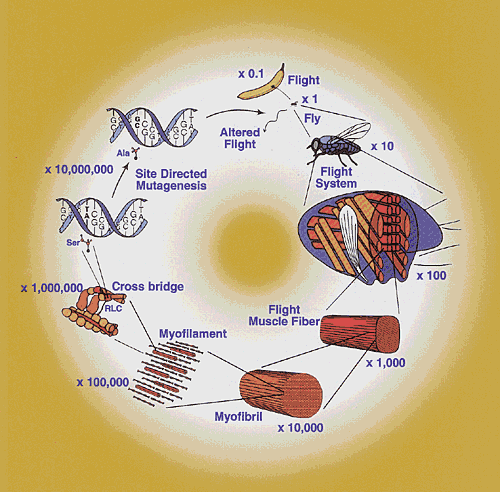 x 0.1
Flight
x 1
Fly
Altered
Flight
x 10
Flight
System
x 100
Flight
Muscle Fiber
x 1,000
Myofibril
x 10,000
Myofilament
x 100,000
x 1,000,000
Cross bridge
RLC
Ser
x 10,000,000
Ala
Site Directed
Mutagenesis